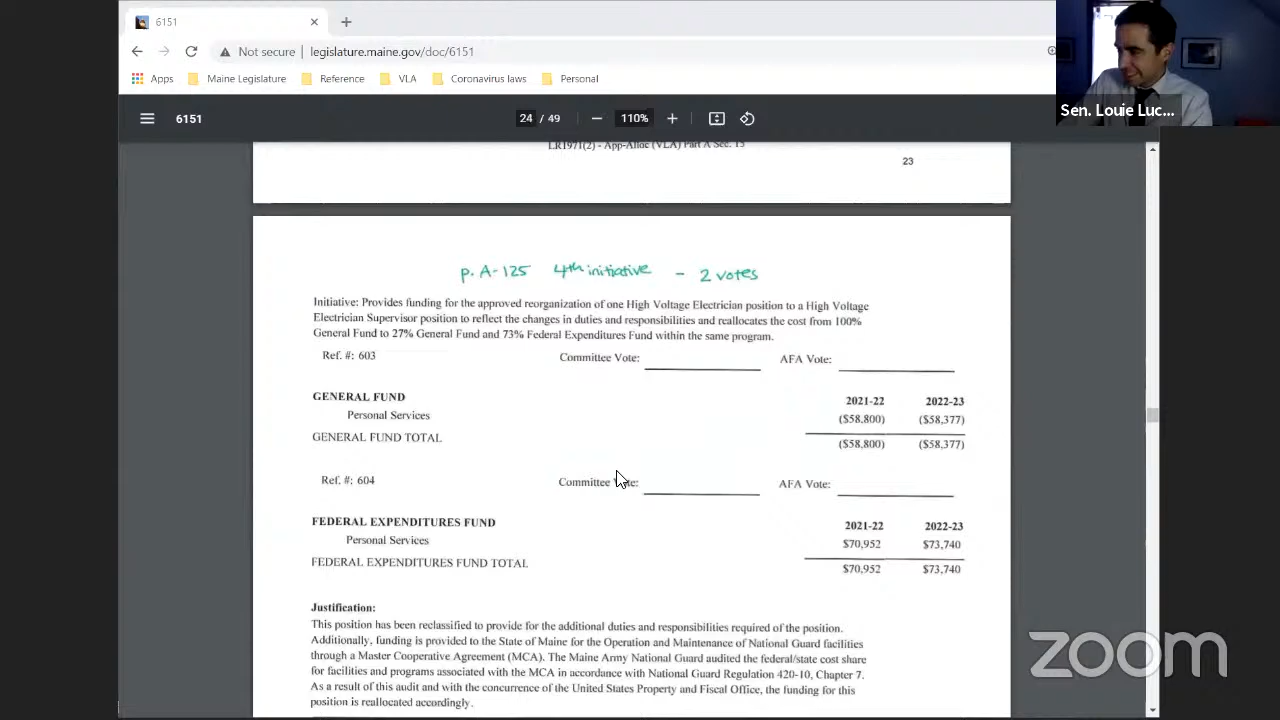 6151
Not secure | legislature.maine.gov/doc/6151
Apps Maine Legislature Reference VLA Coronavirus laws Personal
Sen. Louie Luc...
6151 24 / 49 110%
LR1971(2) - App-Alloc (VLA) Part A Sec. 15
23
p. A-125 4th initiative - 2 votes
Initiative: Provides funding for the approved reorganization of one High Voltage Electrician position to a High Voltage
Electrician Supervisor position to reflect the changes in duties and responsibilities and reallocates the cost from 100%
General Fund to 27% General Fund and 73% Federal Expenditures Fund within the same program.
Ref. #: 603 Committee Vote: AFA Vote:
GENERAL FUND 2021-22 2022-23
Personal Services ($58,800) ($58,377)
GENERAL FUND TOTAL ($58,800) ($58,377)
Ref. #: 604 Committee Vote: AFA Vote:
FEDERAL EXPENDITURES FUND 2021-22 2022-23
Personal Services $70,952 $73,740
FEDERAL EXPENDITURES FUND TOTAL $70,952 $73,740
Justification:
This position has been reclassified to provide for the additional duties and responsibilities required of the position.
Additionally, funding is provided to the State of Maine for the Operation and Maintenance of National Guard facilities
through a Master Cooperative Agreement (MCA). The Maine Army National Guard audited the federal/state cost share
for facilities and programs associated with the MCA in accordance with National Guard Regulation 420-10, Chapter 7.
As a result of this audit and with the concurrence of the United States Property and Fiscal Office, the funding for this
position is reallocated accordingly.
zoom